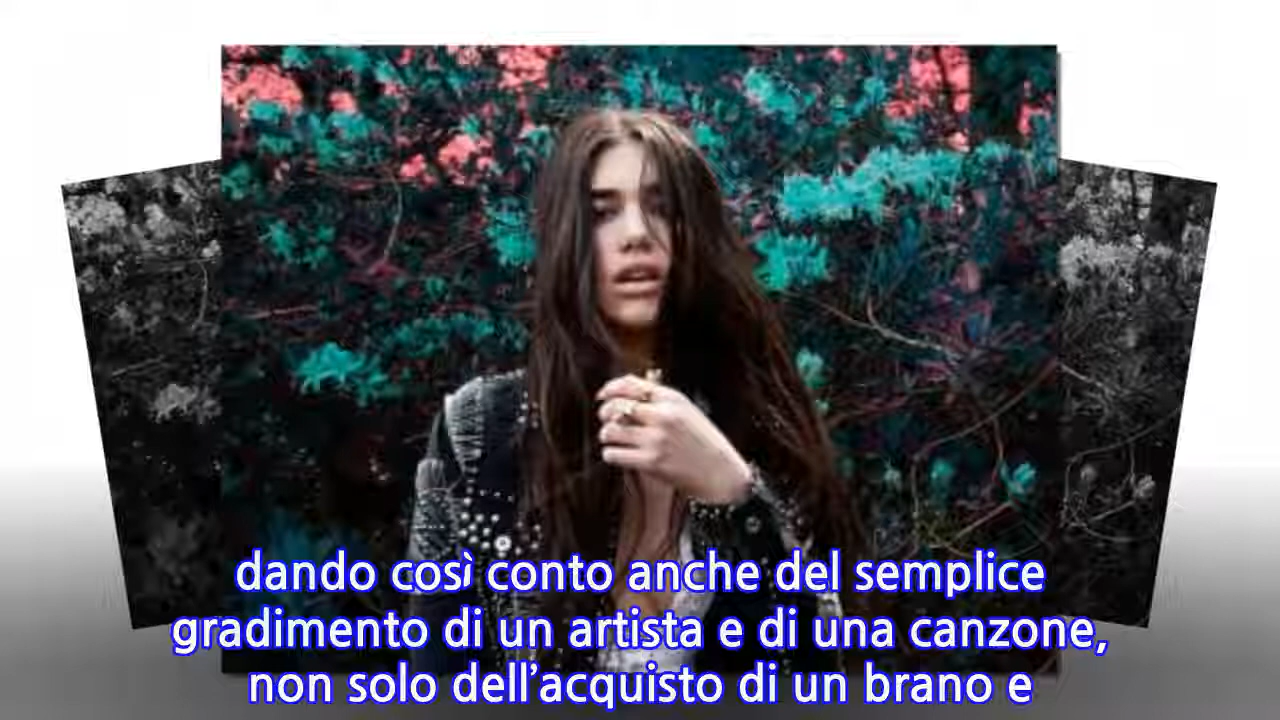 dando così conto anche del semplice
gradimento di un artista e di una canzone,
non solo dell’acquisto di un brano e